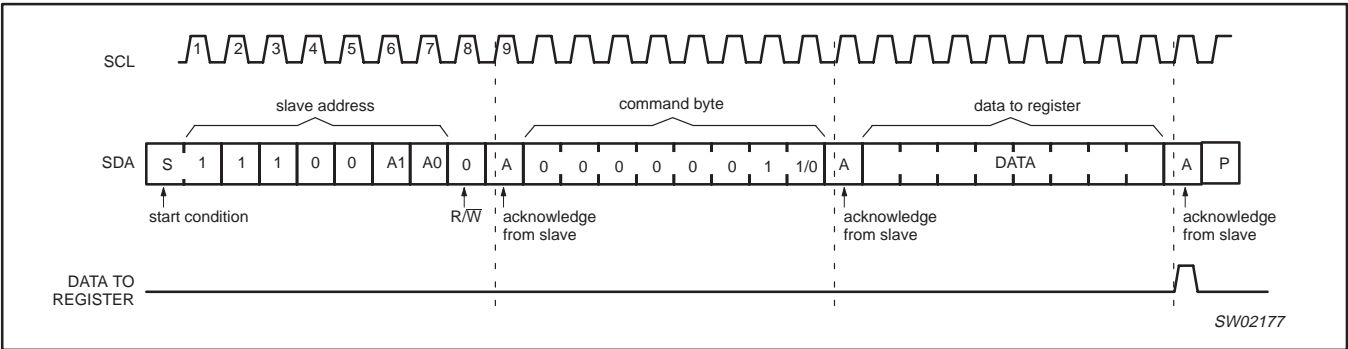 SCL
1 2 3 4 5 6 7 8 9
slave address
command byte
data to register
SDA
S 1 1 1 0 0 A1 A0 0 A 0 0 0 0 0 0 1 1/0 A DATA A P
start condition
R/W̅
acknowledge
from slave
acknowledge
from slave
acknowledge
from slave
DATA TO
REGISTER
SW02177